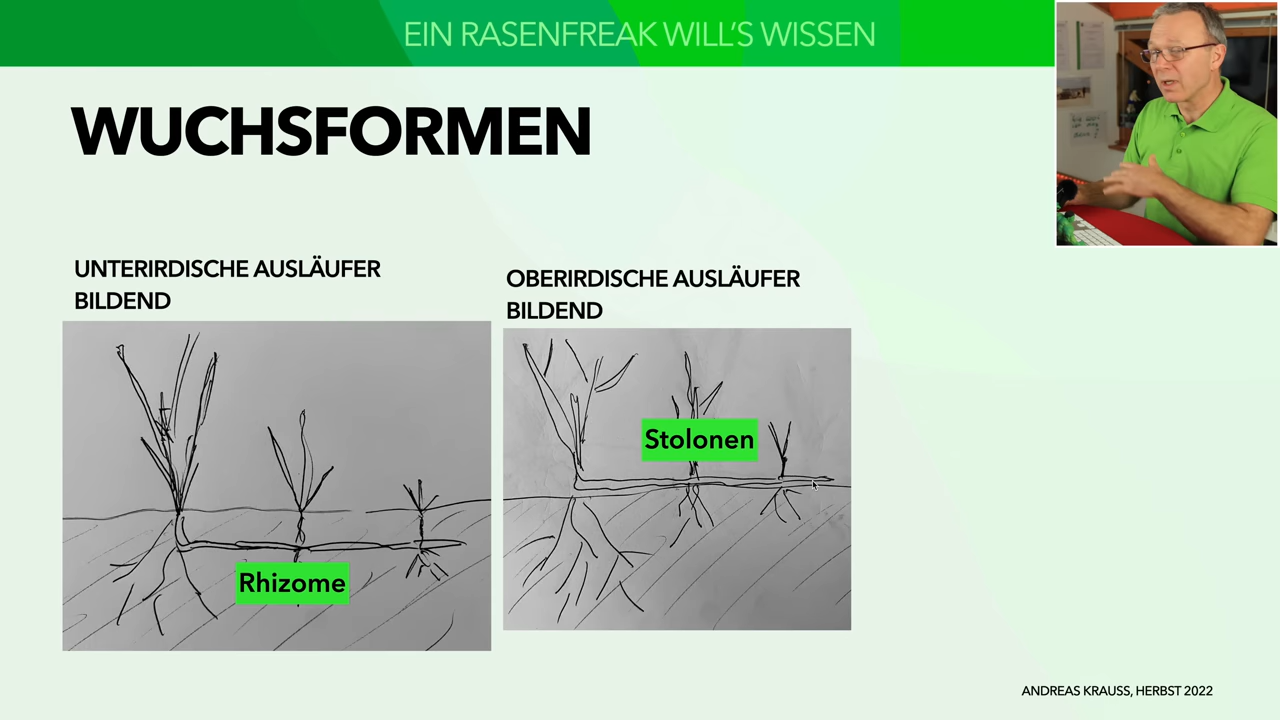 EIN RASENFREAK WILL'S WISSEN
WUCHSFORMEN
UNTERIRDISCHE AUSLÄUFER
BILDEND
OBERIRDISCHE AUSLÄUFER
BILDEND
Stolonen
Rhizome
ANDREAS KRAUSS, HERBST 2022